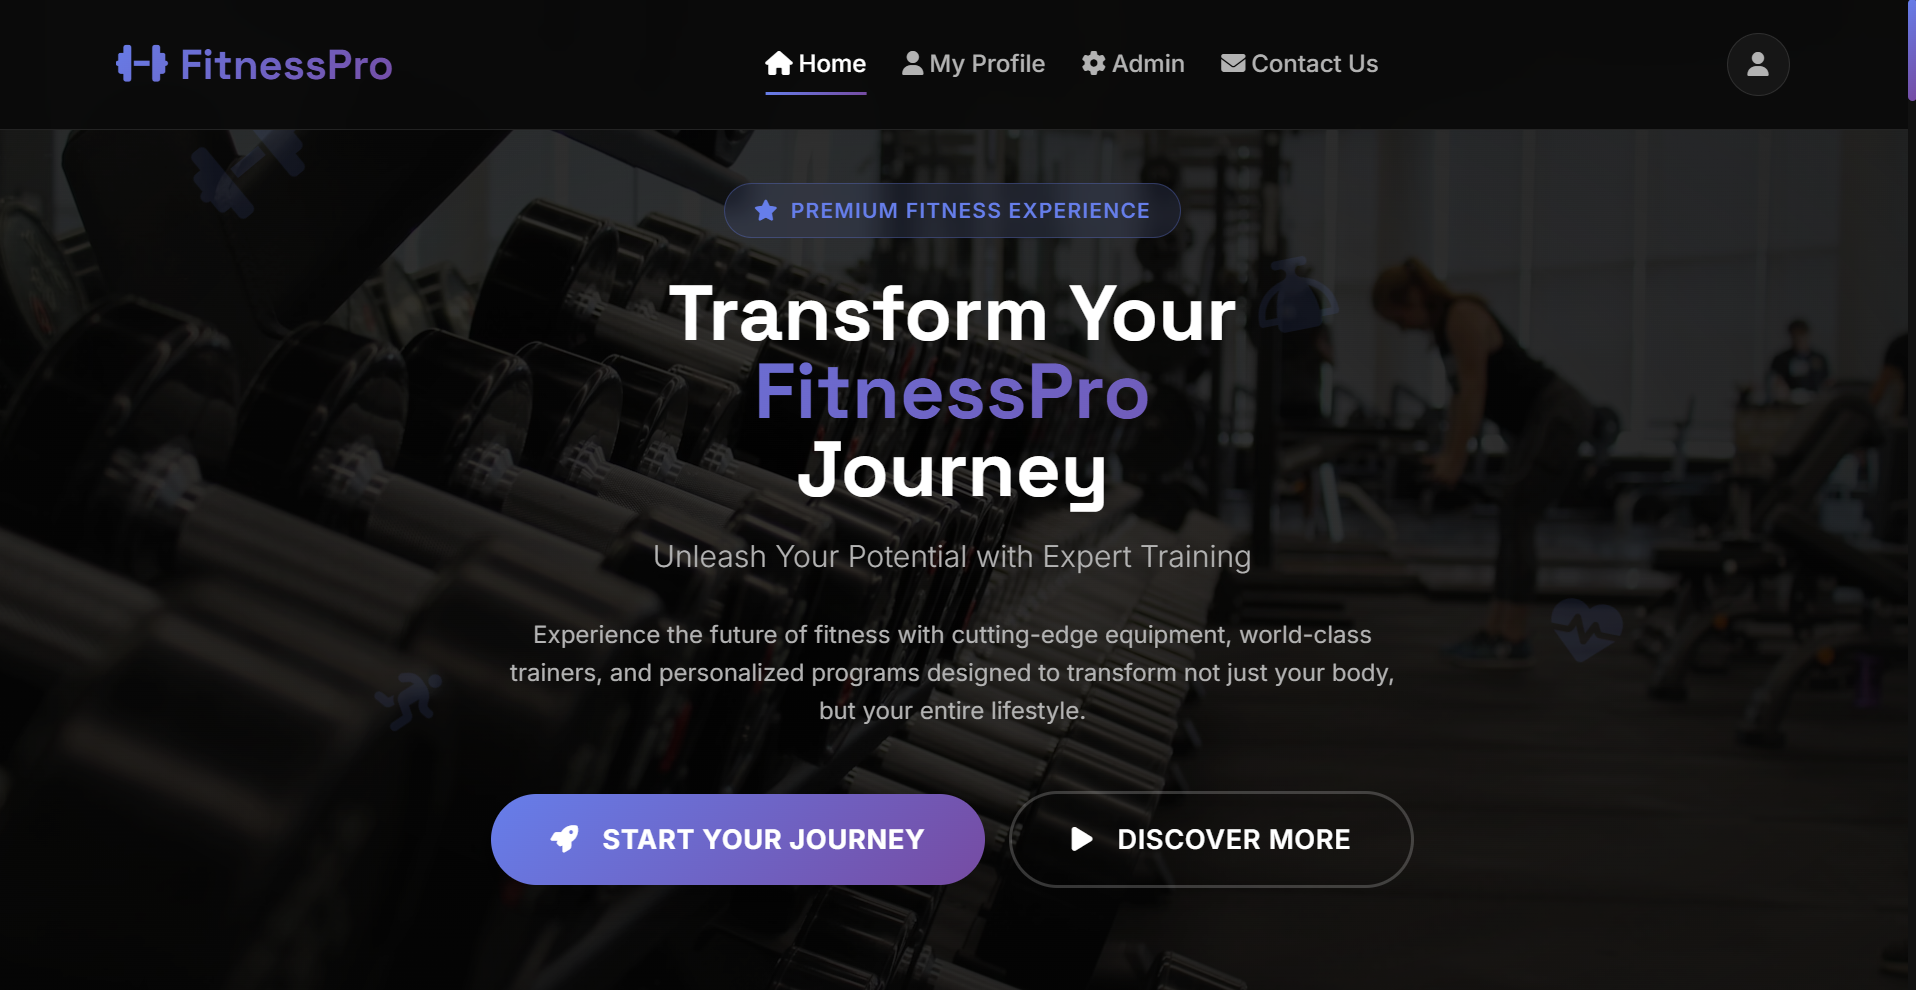 FitnessPro
Home
My Profile
Admin
Contact Us
PREMIUM FITNESS EXPERIENCE
Transform Your
FitnessPro
Journey
Unleash Your Potential with Expert Training
Experience the future of fitness with cutting-edge equipment, world-class
trainers, and personalized programs designed to transform not just your body,
but your entire lifestyle.
START YOUR JOURNEY
DISCOVER MORE